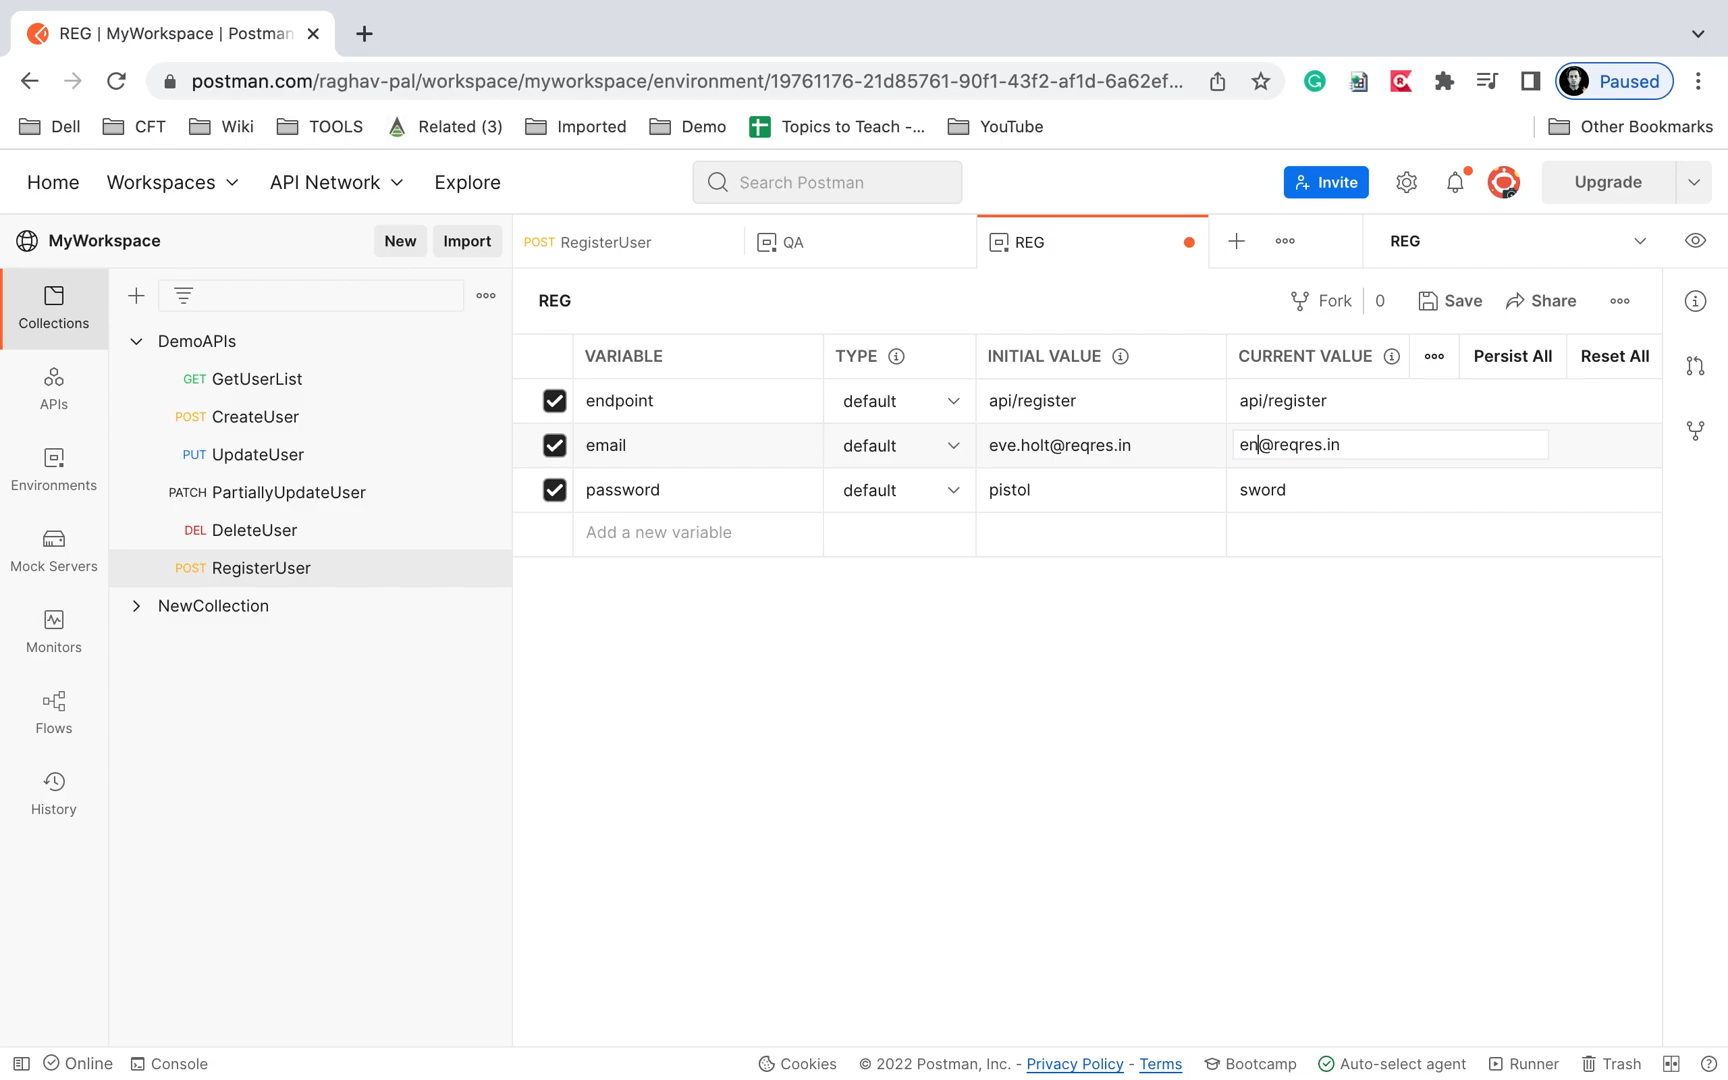 REG | MyWorkspace | Postman
postman.com/raghav-pal/workspace/myworkspace/environment/19761176-21d85761-90f1-43f2-af1d-6a62ef...
Paused
Dell CFT Wiki TOOLS Related (3) Imported Demo Topics to Teach -... YouTube Other Bookmarks
Home Workspaces API Network Explore Search Postman Invite Upgrade
MyWorkspace New Import POST RegisterUser QA REG REG
Collections
APIs
Environments
Mock Servers
Monitors
Flows
History
DemoAPIs
GET GetUserList
POST CreateUser
PUT UpdateUser
PATCH PartiallyUpdateUser
DEL DeleteUser
POST RegisterUser
NewCollection
REG Fork 0 Save Share
VARIABLE TYPE INITIAL VALUE CURRENT VALUE Persist All Reset All
endpoint default api/register api/register
email default eve.holt@reqres.in en@reqres.in
password default pistol sword
Add a new variable
Online Console Cookies © 2022 Postman, Inc. - Privacy Policy - Terms Bootcamp Auto-select agent Runner Trash